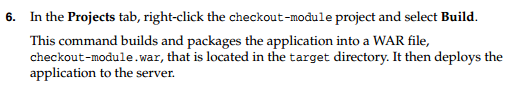 6. In the Projects tab, right-click the checkout-module project and select Build.
This command builds and packages the application into a WAR file,
checkout-module.war, that is located in the target directory. It then deploys the
application to the server.